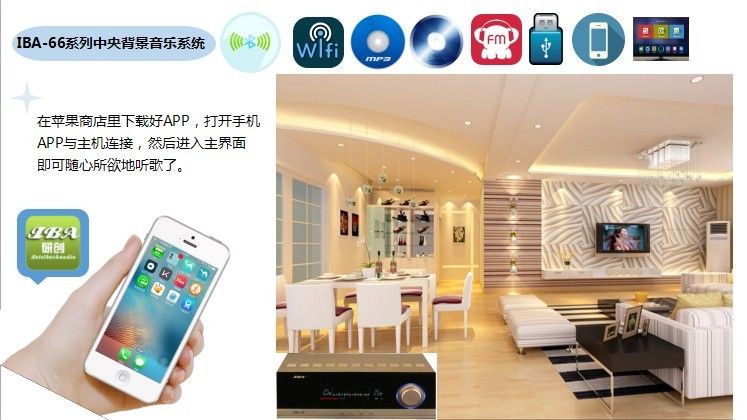 IBA-66系列中央背景音乐系统
WIfi
MP3
FM
在苹果商店里下载好APP，打开手机
APP与主机连接，然后进入主界面
即可随心所欲地听歌了。
IBA
研创